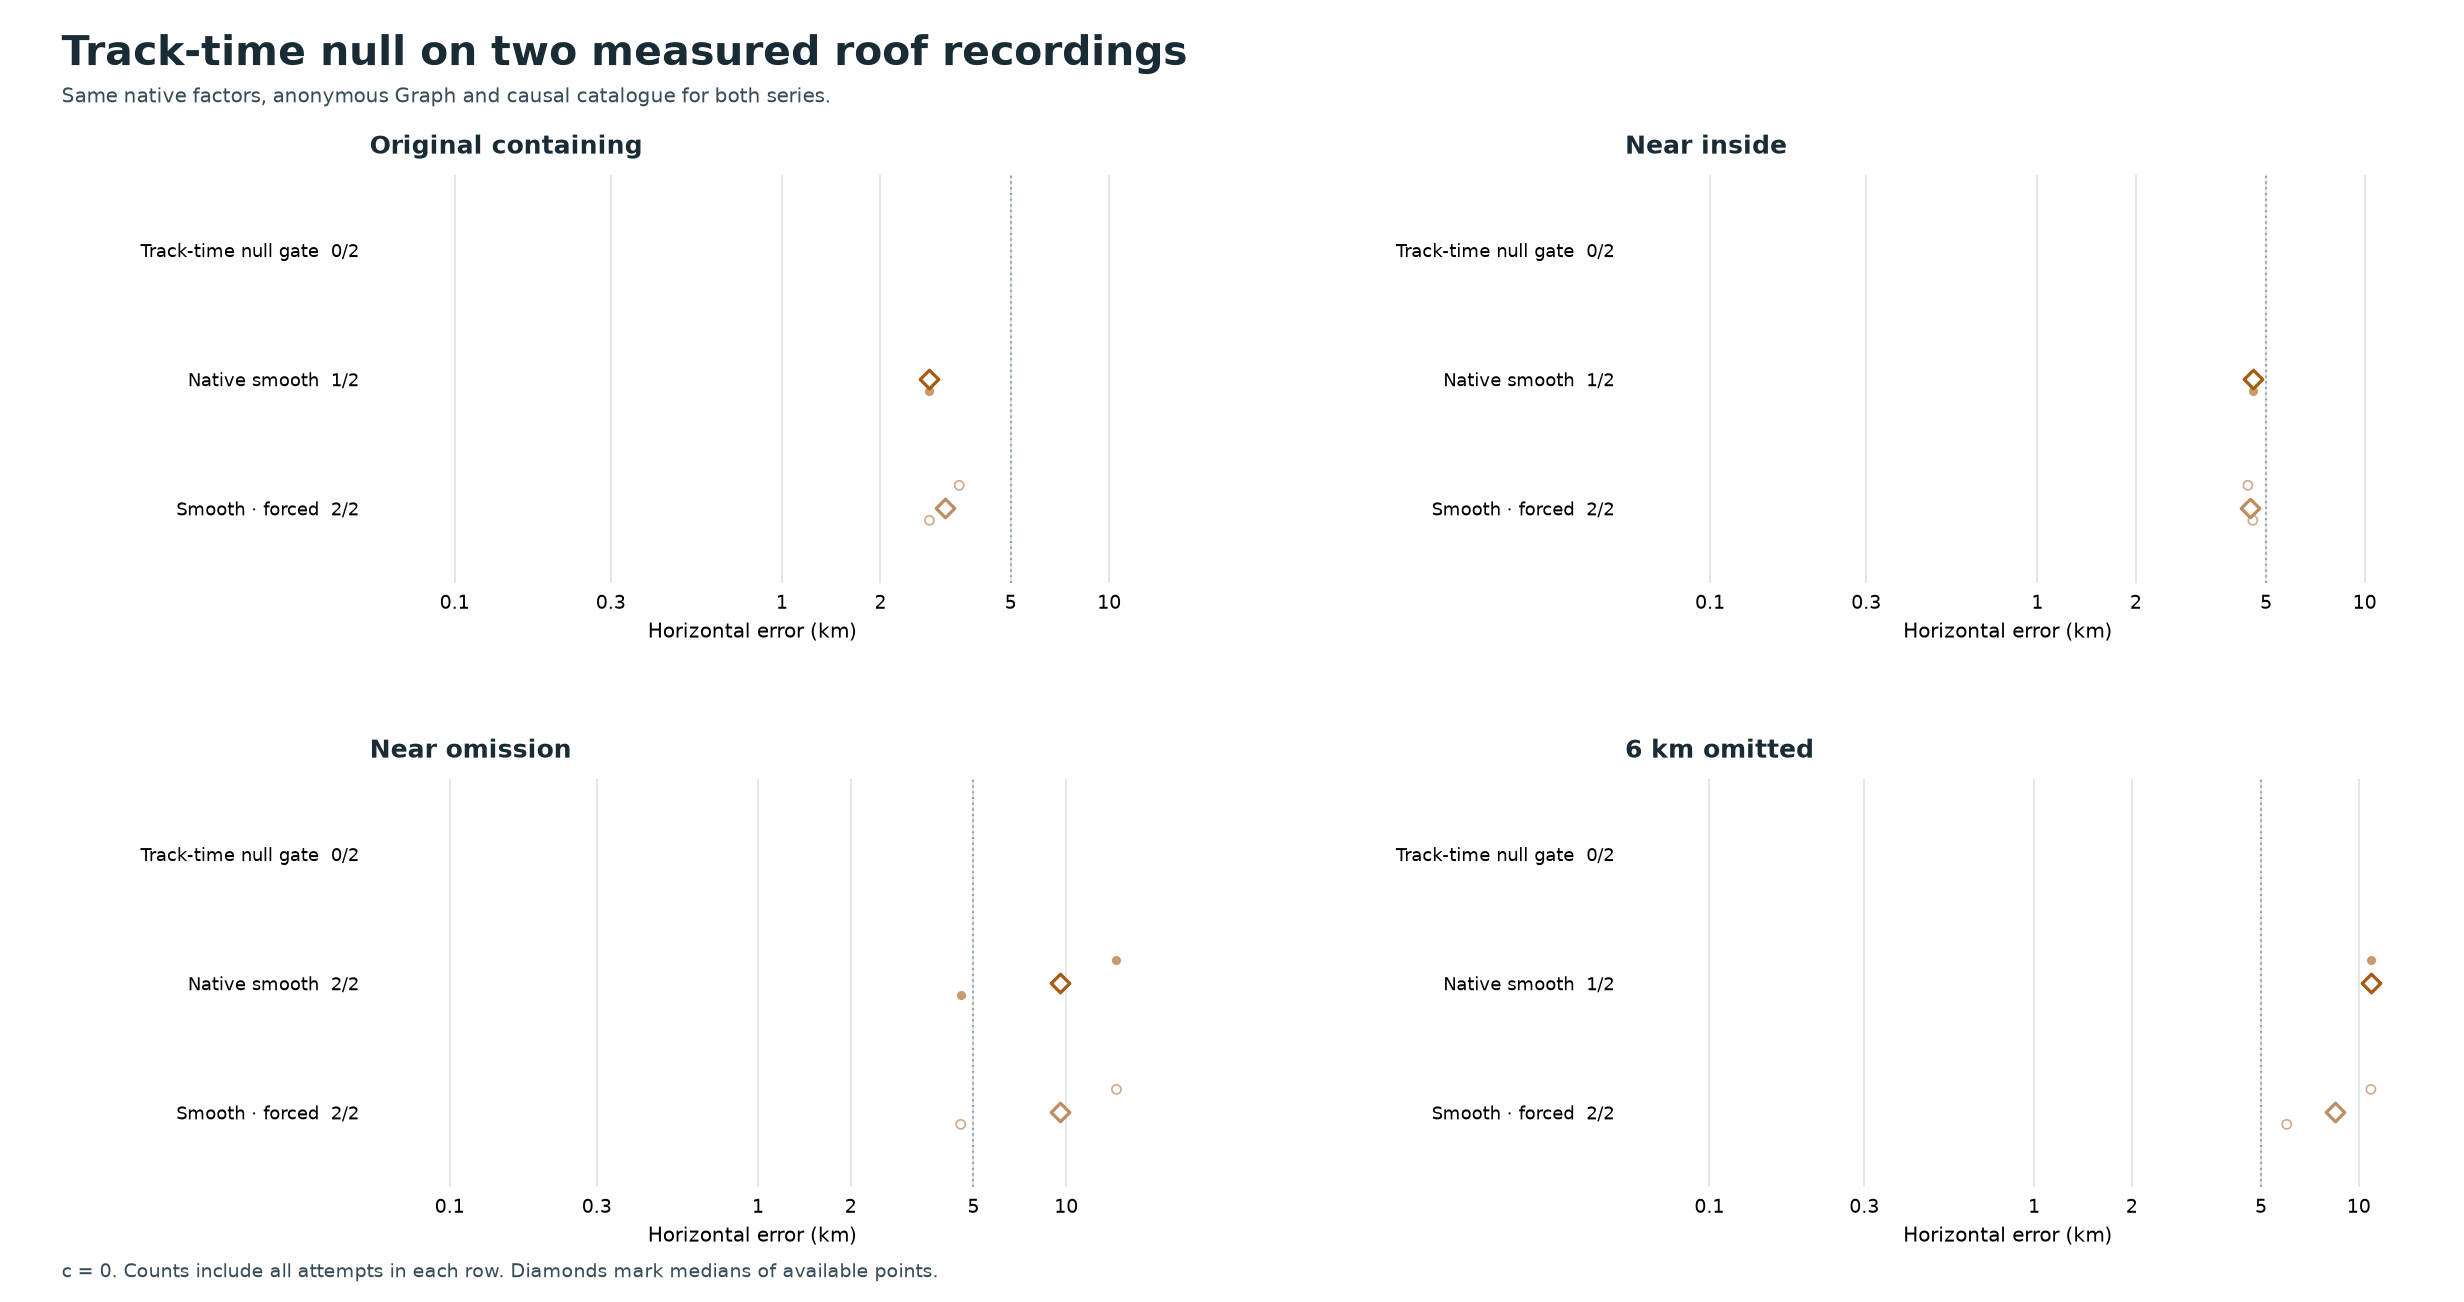 Track-time null on two measured roof recordings
Same native factors, anonymous Graph and causal catalogue for both series.
Original containing
Track-time null gate 0/2
Native smooth 1/2
Smooth · forced 2/2
0.1 0.3 1 2 5 10
Horizontal error (km)
Near inside
Track-time null gate 0/2
Native smooth 1/2
Smooth · forced 2/2
0.1 0.3 1 2 5 10
Horizontal error (km)
Near omission
Track-time null gate 0/2
Native smooth 2/2
Smooth · forced 2/2
0.1 0.3 1 2 5 10
Horizontal error (km)
6 km omitted
Track-time null gate 0/2
Native smooth 1/2
Smooth · forced 2/2
0.1 0.3 1 2 5 10
Horizontal error (km)
c = 0. Counts include all attempts in each row. Diamonds mark medians of available points.